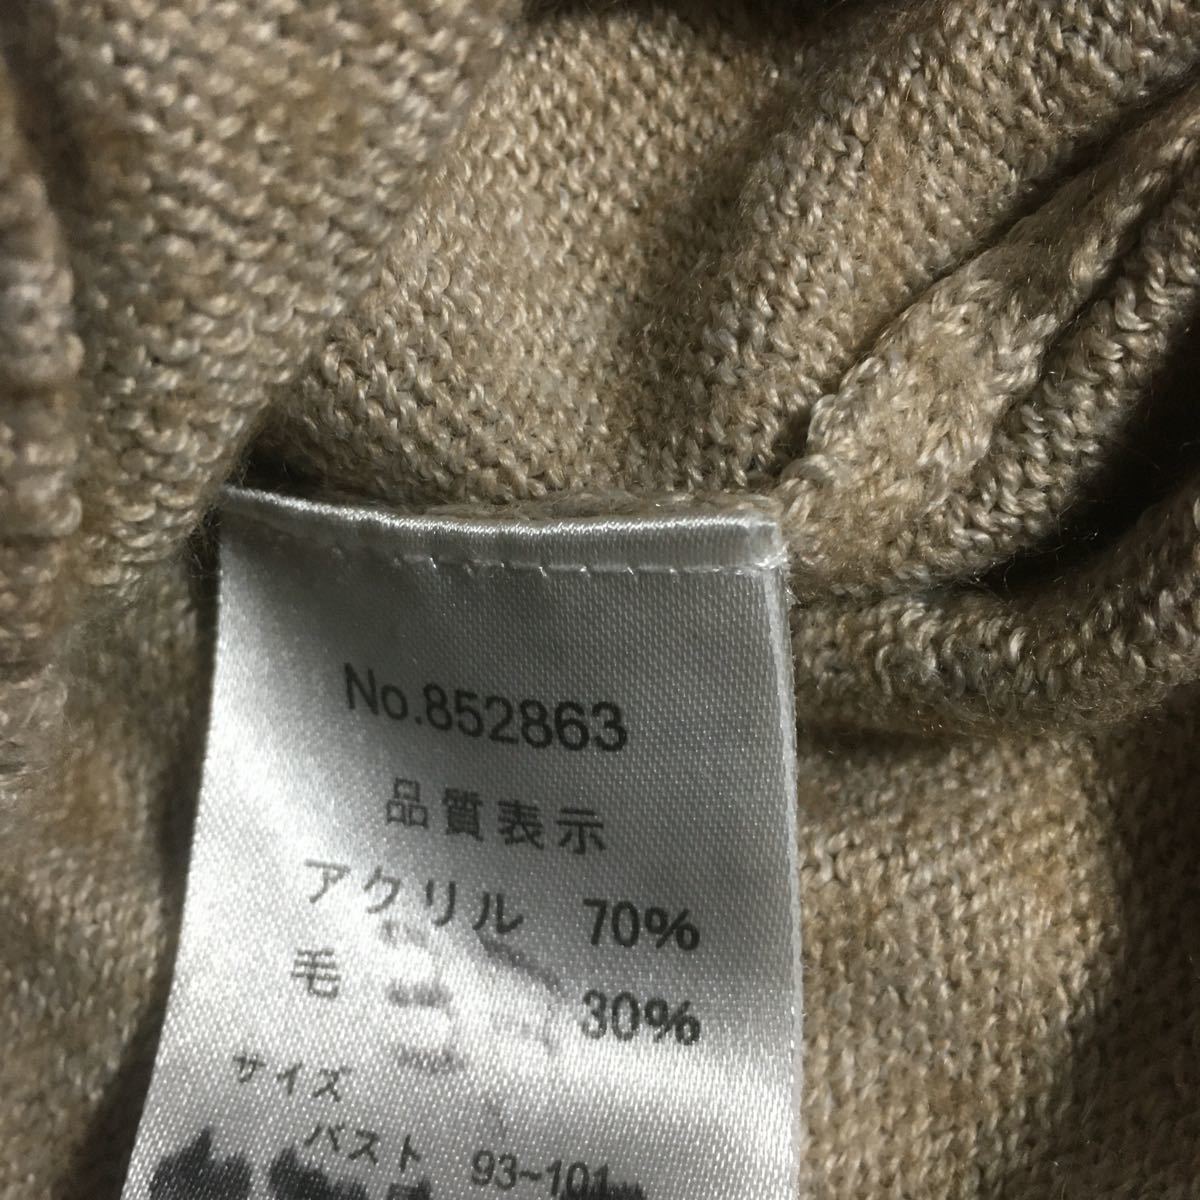 No.852863
品質表示
アクリル 70%
毛 30%
サイズ
バスト 93~101